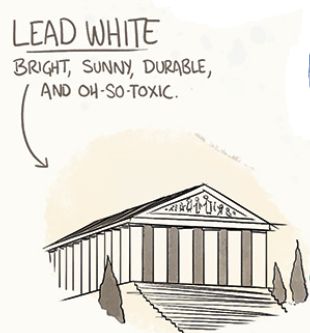 LEAD WHITE
BRIGHT, SUNNY, DURABLE,
AND OH-SO-TOXIC.